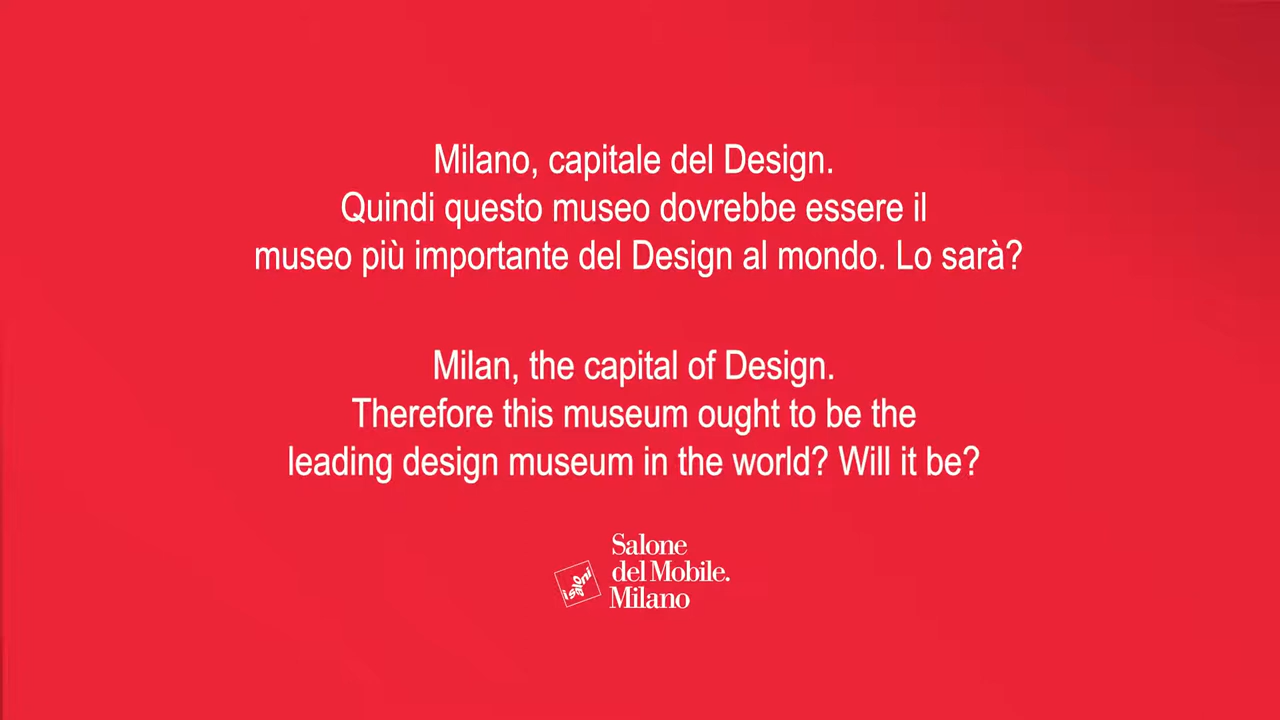 Milano, capitale del Design.
Quindi questo museo dovrebbe essere il
museo più importante del Design al mondo. Lo sarà?
Milan, the capital of Design.
Therefore this museum ought to be the
leading design museum in the world? Will it be?
Salone
del Mobile.
Milano
i saloni